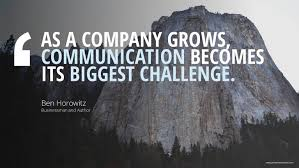 AS A COMPANY GROWS,
COMMUNICATION BECOMES
ITS BIGGEST CHALLENGE.
Ben Horowitz
Businessman and Author